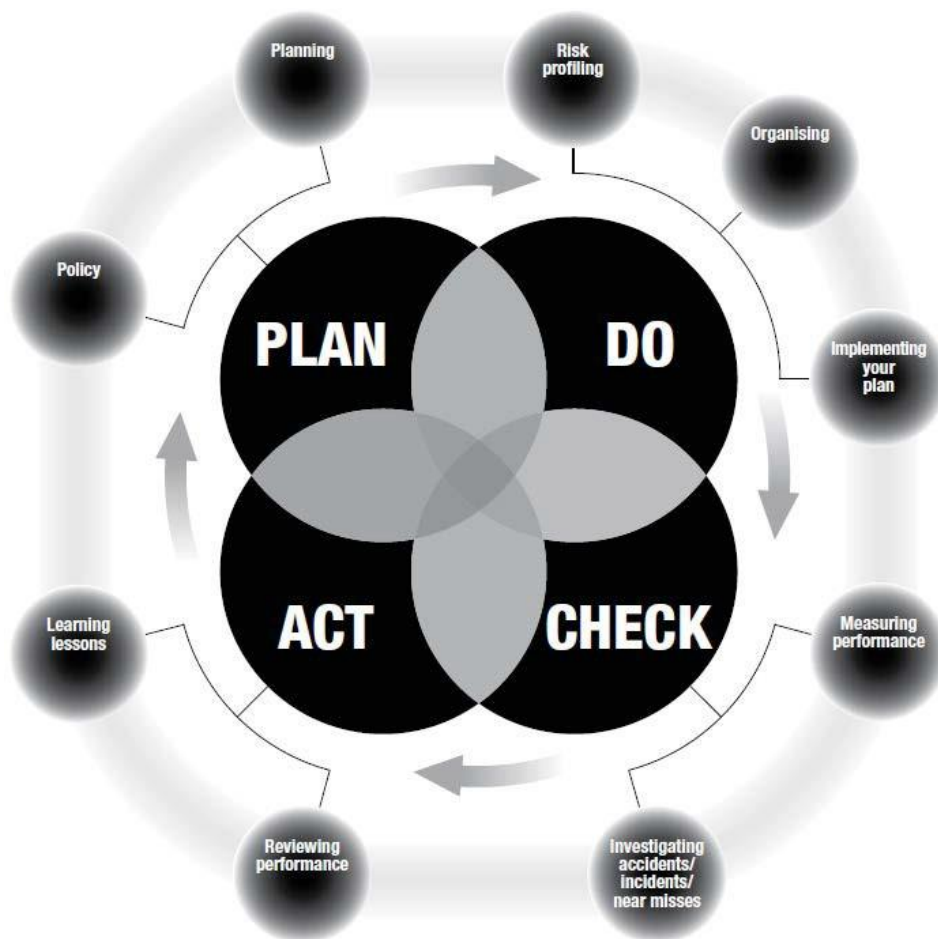 Planning
Risk
profiling
Organising
Policy
PLAN
DO
Implementing
your
plan
Learning
lessons
ACT
CHECK
Measuring
performance
Reviewing
performance
Investigating
accidents/
incidents/
near misses